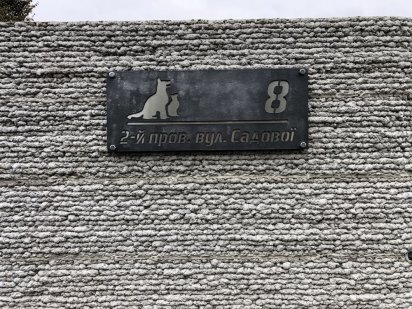 8
2-й пров. вул. Садової